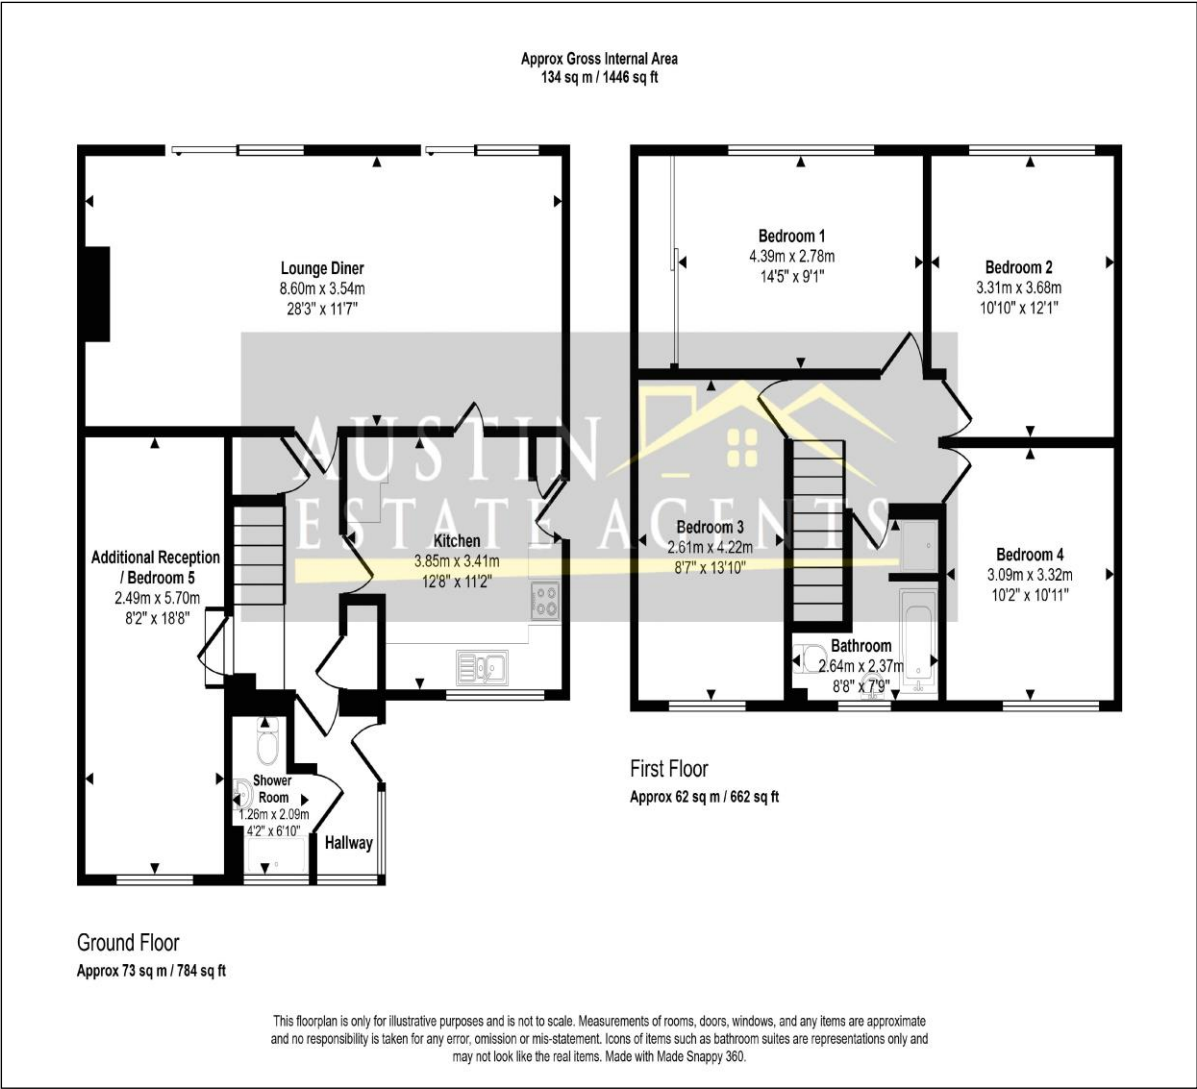 Approx Gross Internal Area
134 sq m / 1446 sq ft
Lounge Diner
8.60m x 3.54m
28'3" x 11'7"
Bedroom 1
4.39m x 2.78m
14'5" x 9'1"
Bedroom 2
3.31m x 3.68m
10'10" x 12'1"
AUSTIN
ESTATE AGENTS
Additional Reception
/ Bedroom 5
2.49m x 5.70m
8'2" x 18'8"
Kitchen
3.85m x 3.41m
12'8" x 11'2"
Bedroom 3
2.61m x 4.22m
8'7" x 13'10"
Bedroom 4
3.09m x 3.32m
10'2" x 10'11"
Bathroom
2.64m x 2.37m
8'8" x 7'9"
Shower
Room
1.26m x 2.09m
4'2" x 6'10"
Hallway
First Floor
Approx 62 sq m / 662 sq ft
Ground Floor
Approx 73 sq m / 784 sq ft
This floorplan is only for illustrative purposes and is not to scale. Measurements of rooms, doors, windows, and any items are approximate
and no responsibility is taken for any error, omission or mis-statement. Icons of items such as bathroom suites are representations only and
may not look like the real items. Made with Made Snappy 360.